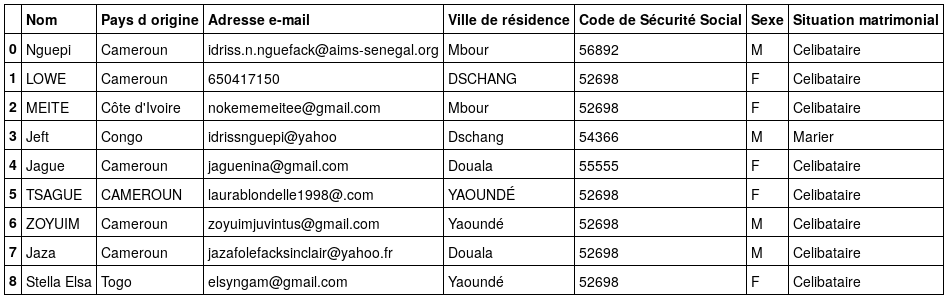 Nom Pays d origine Adresse e-mail Ville de résidence Code de Sécurité Social Sexe Situation matrimonial
0 Nguepi Cameroun idriss.n.nguefack@aims-senegal.org Mbour 56892 M Celibataire
1 LOWE Cameroun 650417150 DSCHANG 52698 F Celibataire
2 MEITE Côte d'Ivoire nokememeitee@gmail.com Mbour 52698 F Celibataire
3 Jeft Congo idrissnguepi@yahoo Dschang 54366 M Marier
4 Jague Cameroun jaguenina@gmail.com Douala 55555 F Celibataire
5 TSAGUE CAMEROUN laurablondelle1998@.com YAOUNDÉ 52698 F Celibataire
6 ZOYUIM Cameroun zoyuimjuvintus@gmail.com Yaoundé 52698 M Celibataire
7 Jaza Cameroun jazafolefacksinclair@yahoo.fr Douala 52698 M Celibataire
8 Stella Elsa Togo elsyngam@gmail.com Yaoundé 52698 F Celibataire